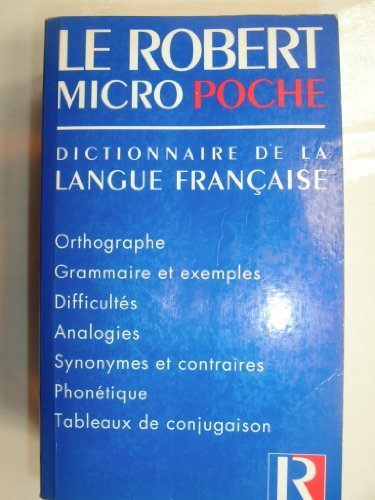 LE ROBERT
MICRO POCHE
DICTIONNAIRE DE LA
LANGUE FRANÇAISE
Orthographe
Grammaire et exemples
Difficultés
Analogies
Synonymes et contraires
Phonétique
Tableaux de conjugaison
R